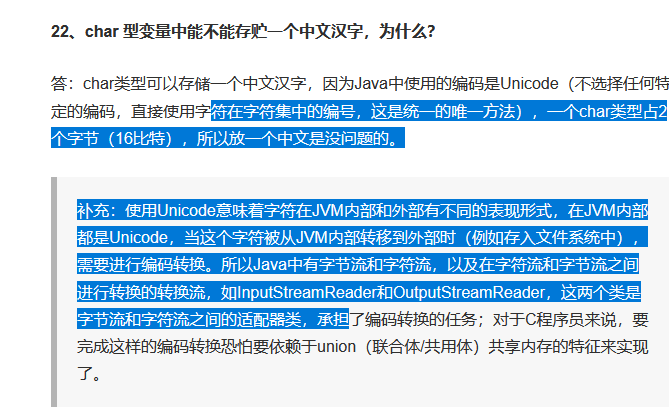 22、char 型变量中能不能存贮一个中文汉字，为什么？
答：char类型可以存储一个中文汉字，因为Java中使用的编码是Unicode（不选择任何特
定的编码，直接使用字符在字符集中的编号，这是统一的唯一方法），一个char类型占2
个字节（16比特），所以放一个中文是没问题的。
补充：使用Unicode意味着字符在JVM内部和外部有不同的表现形式，在JVM内部
都是Unicode，当这个字符被从JVM内部转移到外部时（例如存入文件系统中），
需要进行编码转换。所以Java中有字节流和字符流，以及在字符流和字节流之间
进行转换的转换流，如InputStreamReader和OutputStreamReader，这两个类是
字节流和字符流之间的适配器类，承担了编码转换的任务；对于C程序员来说，要
完成这样的编码转换恐怕要依赖于union（联合体/共用体）共享内存的特征来实现
了。